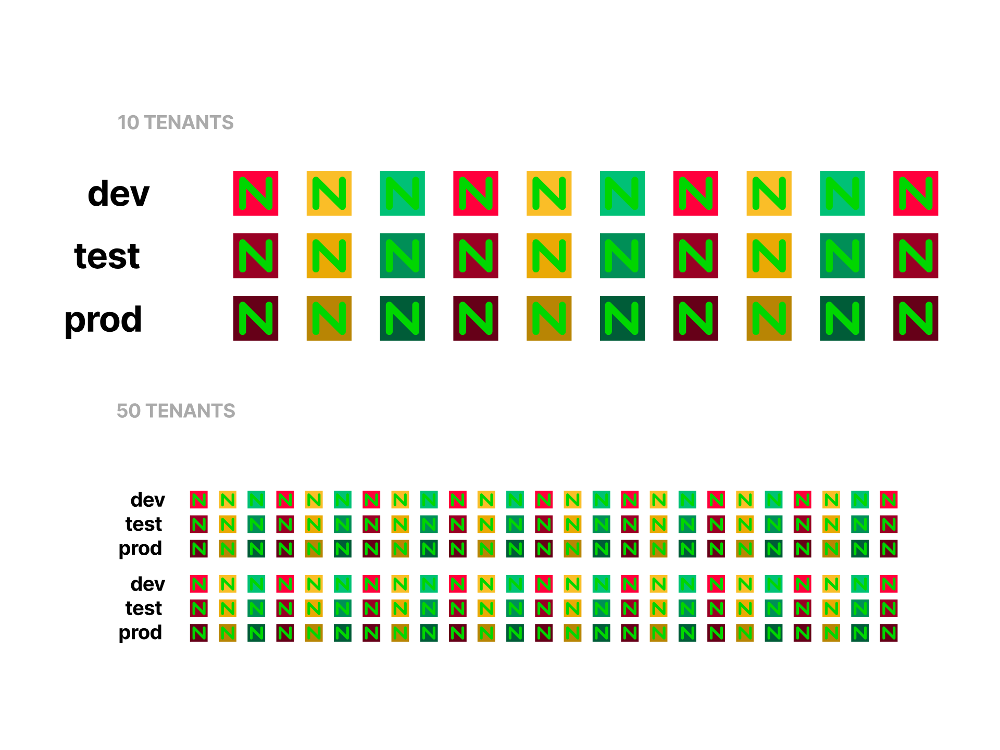 10 TENANTS
dev N N N N N N N N N N
test N N N N N N N N N N
prod N N N N N N N N N N
50 TENANTS
dev N N N N N N N N N N N N N N N N N N N N N N N N N
test N N N N N N N N N N N N N N N N N N N N N N N N N
prod N N N N N N N N N N N N N N N N N N N N N N N N N
dev N N N N N N N N N N N N N N N N N N N N N N N N N
test N N N N N N N N N N N N N N N N N N N N N N N N N
prod N N N N N N N N N N N N N N N N N N N N N N N N N